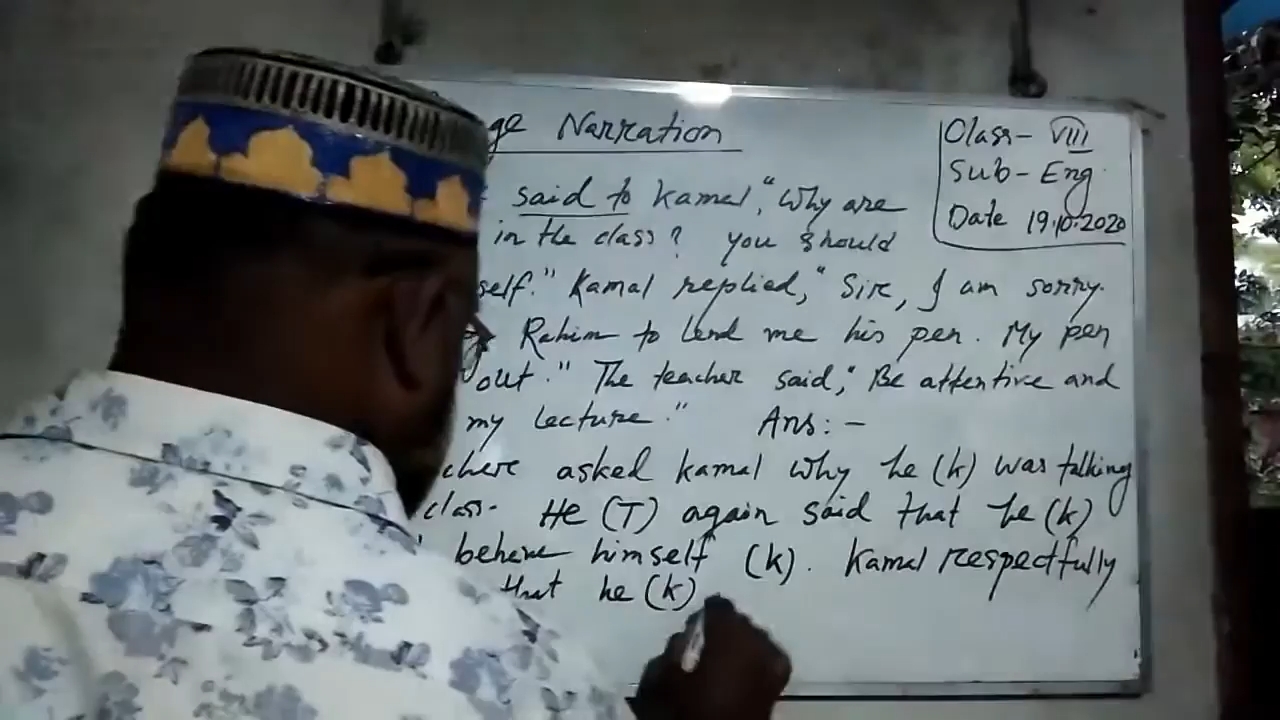 ge Narration
Class- VIII
Sub- Eng.
Date 19.10.2020
said to Kamal, "Why are
in the class? you should
self." Kamal replied, "Sir, I am sorry.
Rahim to lend me his pen. My pen
out." The teacher said, "Be attentive and
my lecture." Ans:-
cher asked Kamal why he (k) was talking
class. He (T) again said that he (k)
behave himself (k). Kamal respectfully
that he (k)